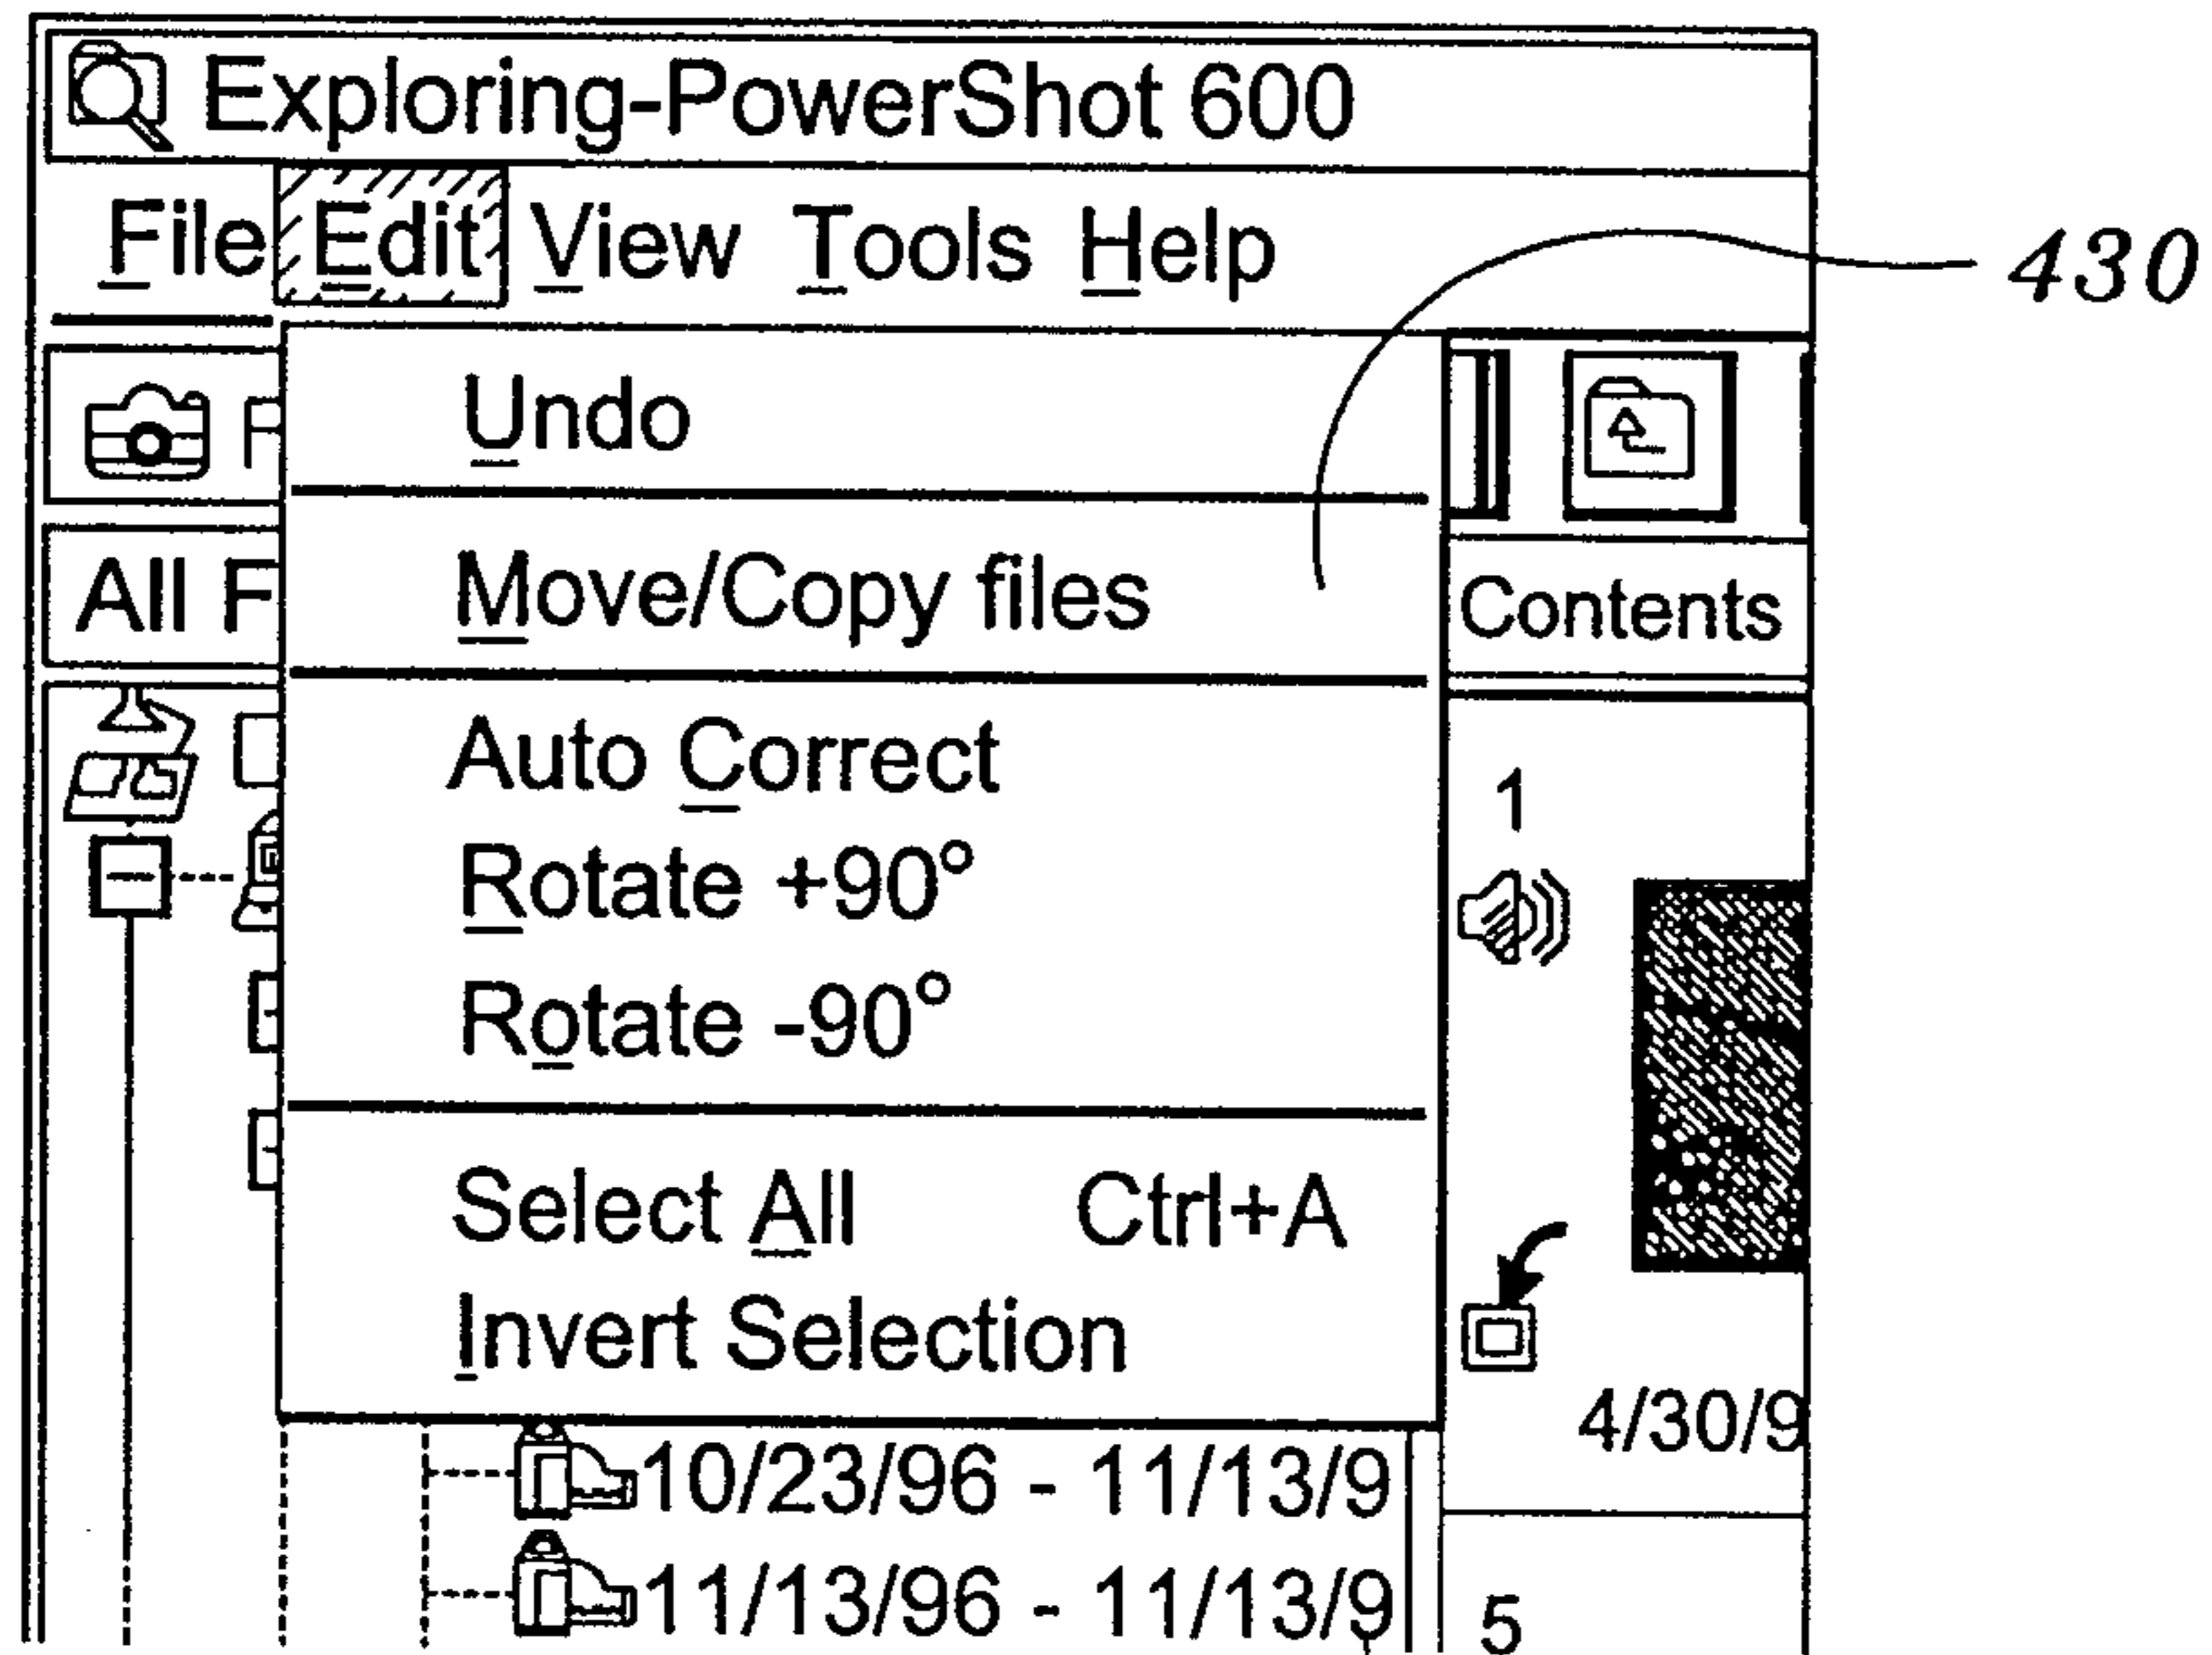 Exploring-PowerShot 600
File Edit View Tools Help
430
Undo
Move/Copy files
All F
Contents
Auto Correct
1
Rotate +90°
Rotate -90°
Select All Ctrl+A
Invert Selection
4/30/9
10/23/96 - 11/13/9
11/13/96 - 11/13/9
5